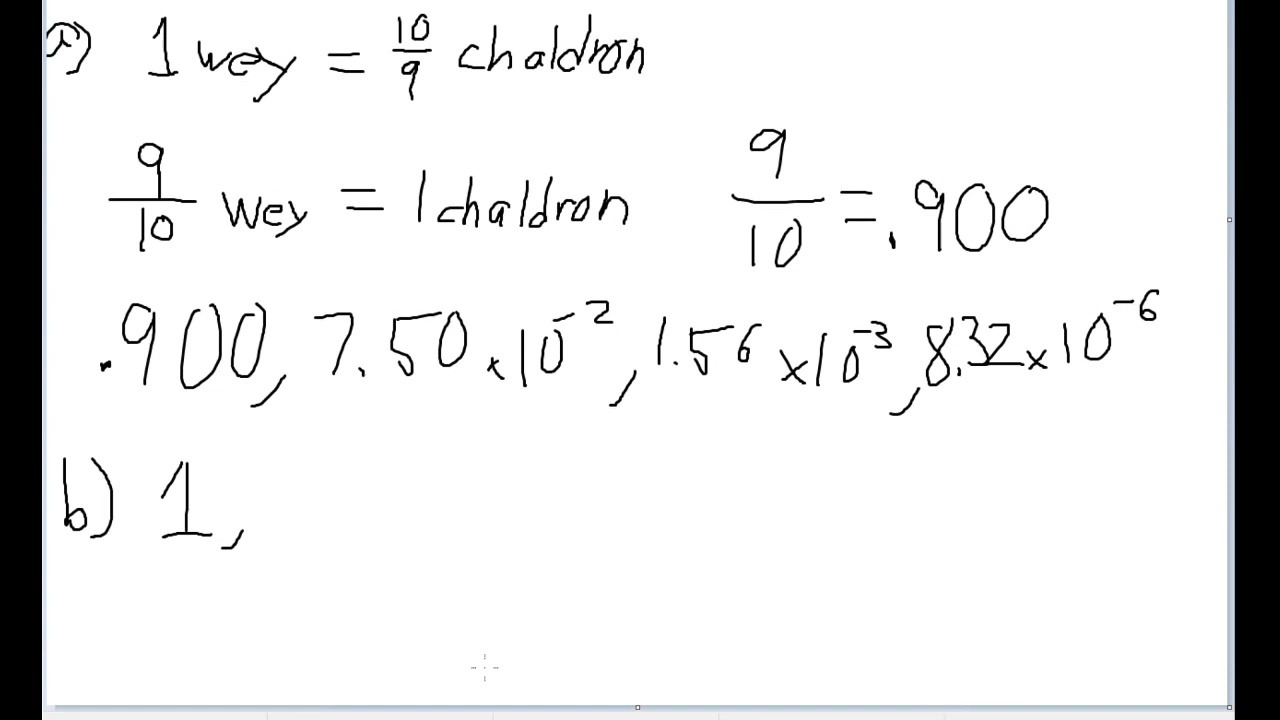 a) 1 wey = 10/9 chaldron
9/10 wey = 1 chaldron 9/10 = .900
.900, 7.50 x 10^-2, 1.56 x 10^-3, 8.32 x 10^-6
b) 1,